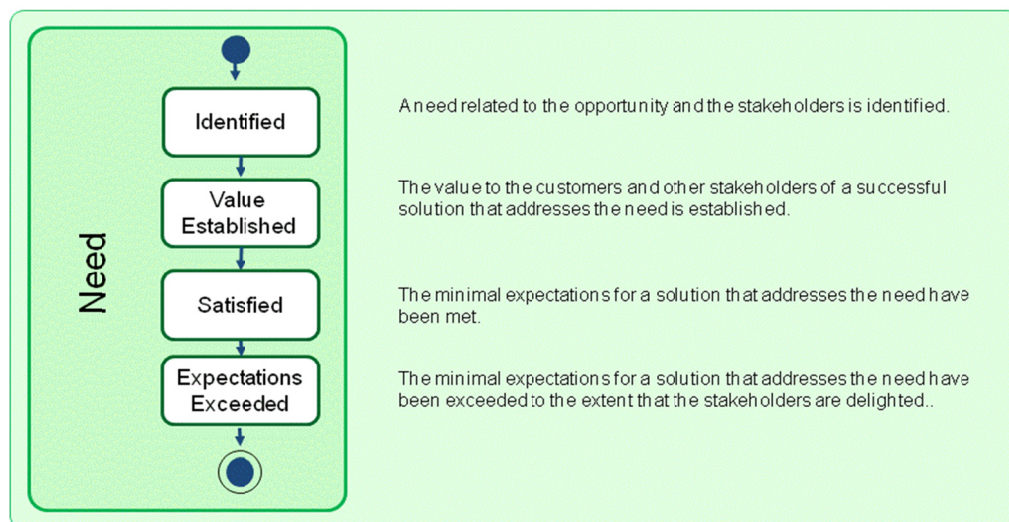 Need
Identified
A need related to the opportunity and the stakeholders is identified.
Value
Established
The value to the customers and other stakeholders of a successful
solution that addresses the need is established.
Satisfied
The minimal expectations for a solution that addresses the need have
been met.
Expectations
Exceeded
The minimal expectations for a solution that addresses the need have
been exceeded to the extent that the stakeholders are delighted..